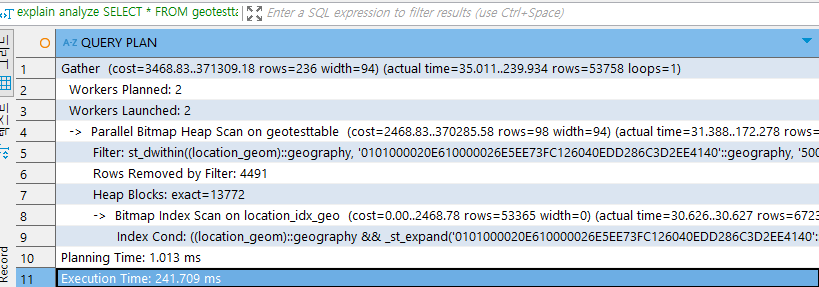 explain analyze SELECT * FROM geotestta
Enter a SQL expression to filter results (use Ctrl+Space)
그리드
텍스트
Record
A-Z QUERY PLAN
1 Gather (cost=3468.83..371309.18 rows=236 width=94) (actual time=35.011..239.934 rows=53758 loops=1)
2 Workers Planned: 2
3 Workers Launched: 2
4 -> Parallel Bitmap Heap Scan on geotesttable (cost=2468.83..370285.58 rows=98 width=94) (actual time=31.388..172.278 rows=
5 Filter: st_dwithin((location_geom)::geography, '0101000020E610000026E5EE73FC126040EDD286C3D2EE4140'::geography, '500
6 Rows Removed by Filter: 4491
7 Heap Blocks: exact=13772
8 -> Bitmap Index Scan on location_idx_geo (cost=0.00..2468.78 rows=53365 width=0) (actual time=30.626..30.627 rows=6723
9 Index Cond: ((location_geom)::geography && _st_expand('0101000020E610000026E5EE73FC126040EDD286C3D2EE4140':
10 Planning Time: 1.013 ms
11 Execution Time: 241.709 ms